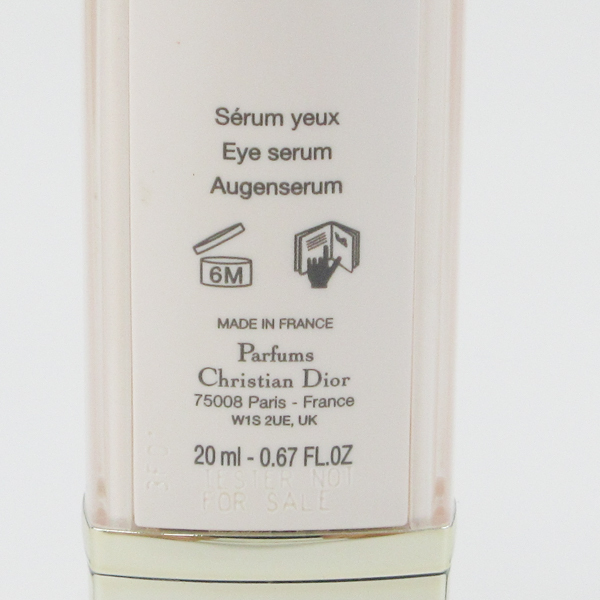 Sérum yeux
Eye serum
Augenserum
6M
MADE IN FRANCE
Parfums
Christian Dior
75008 Paris - France
W1S 2UE, UK
20 ml - 0.67 FL.OZ
TESTER NOT
FOR SALE